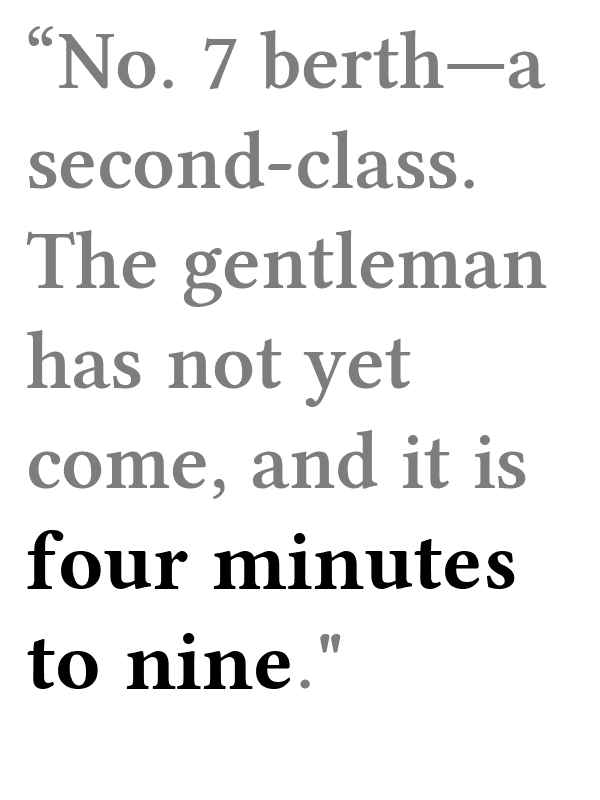 “No. 7 berth—a
second-class.
The gentleman
has not yet
come, and it is
four minutes
to nine."